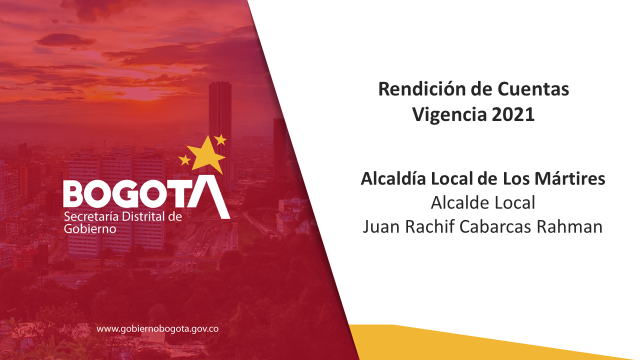 BOGOTÁ
Secretaría Distrital de
Gobierno
www.gobiernobogota.gov.co
Rendición de Cuentas
Vigencia 2021
Alcaldía Local de Los Mártires
Alcalde Local
Juan Rachif Cabarcas Rahman